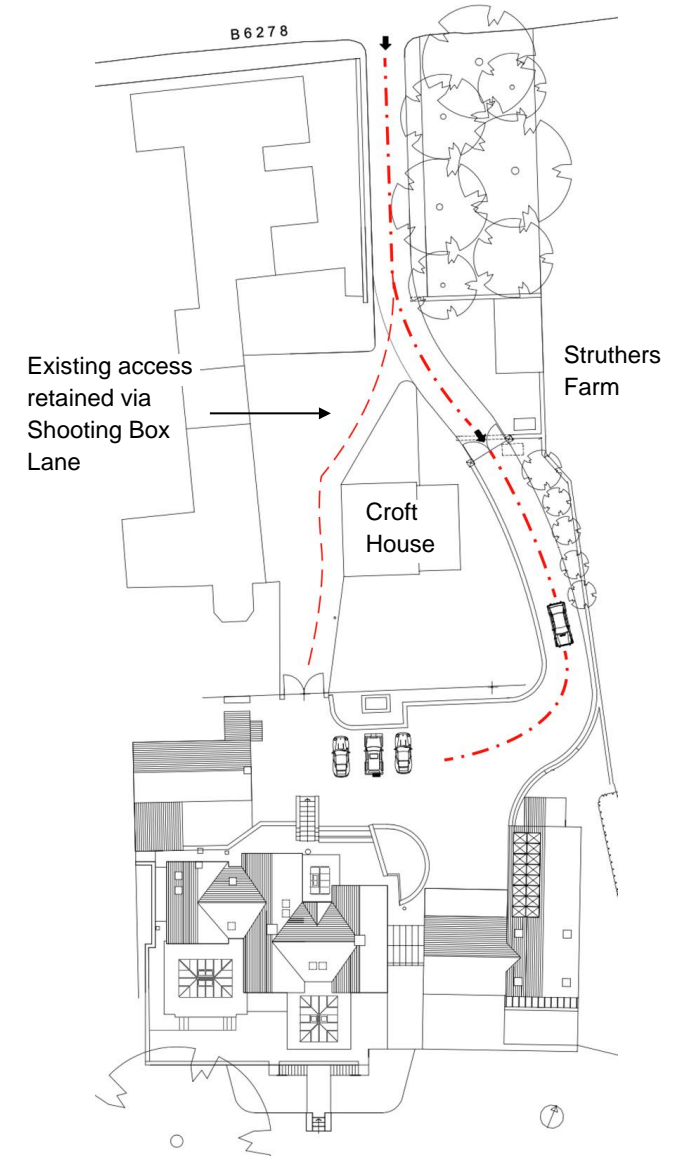 B6278
Existing access
retained via
Shooting Box
Lane
Struthers
Farm
Croft
House